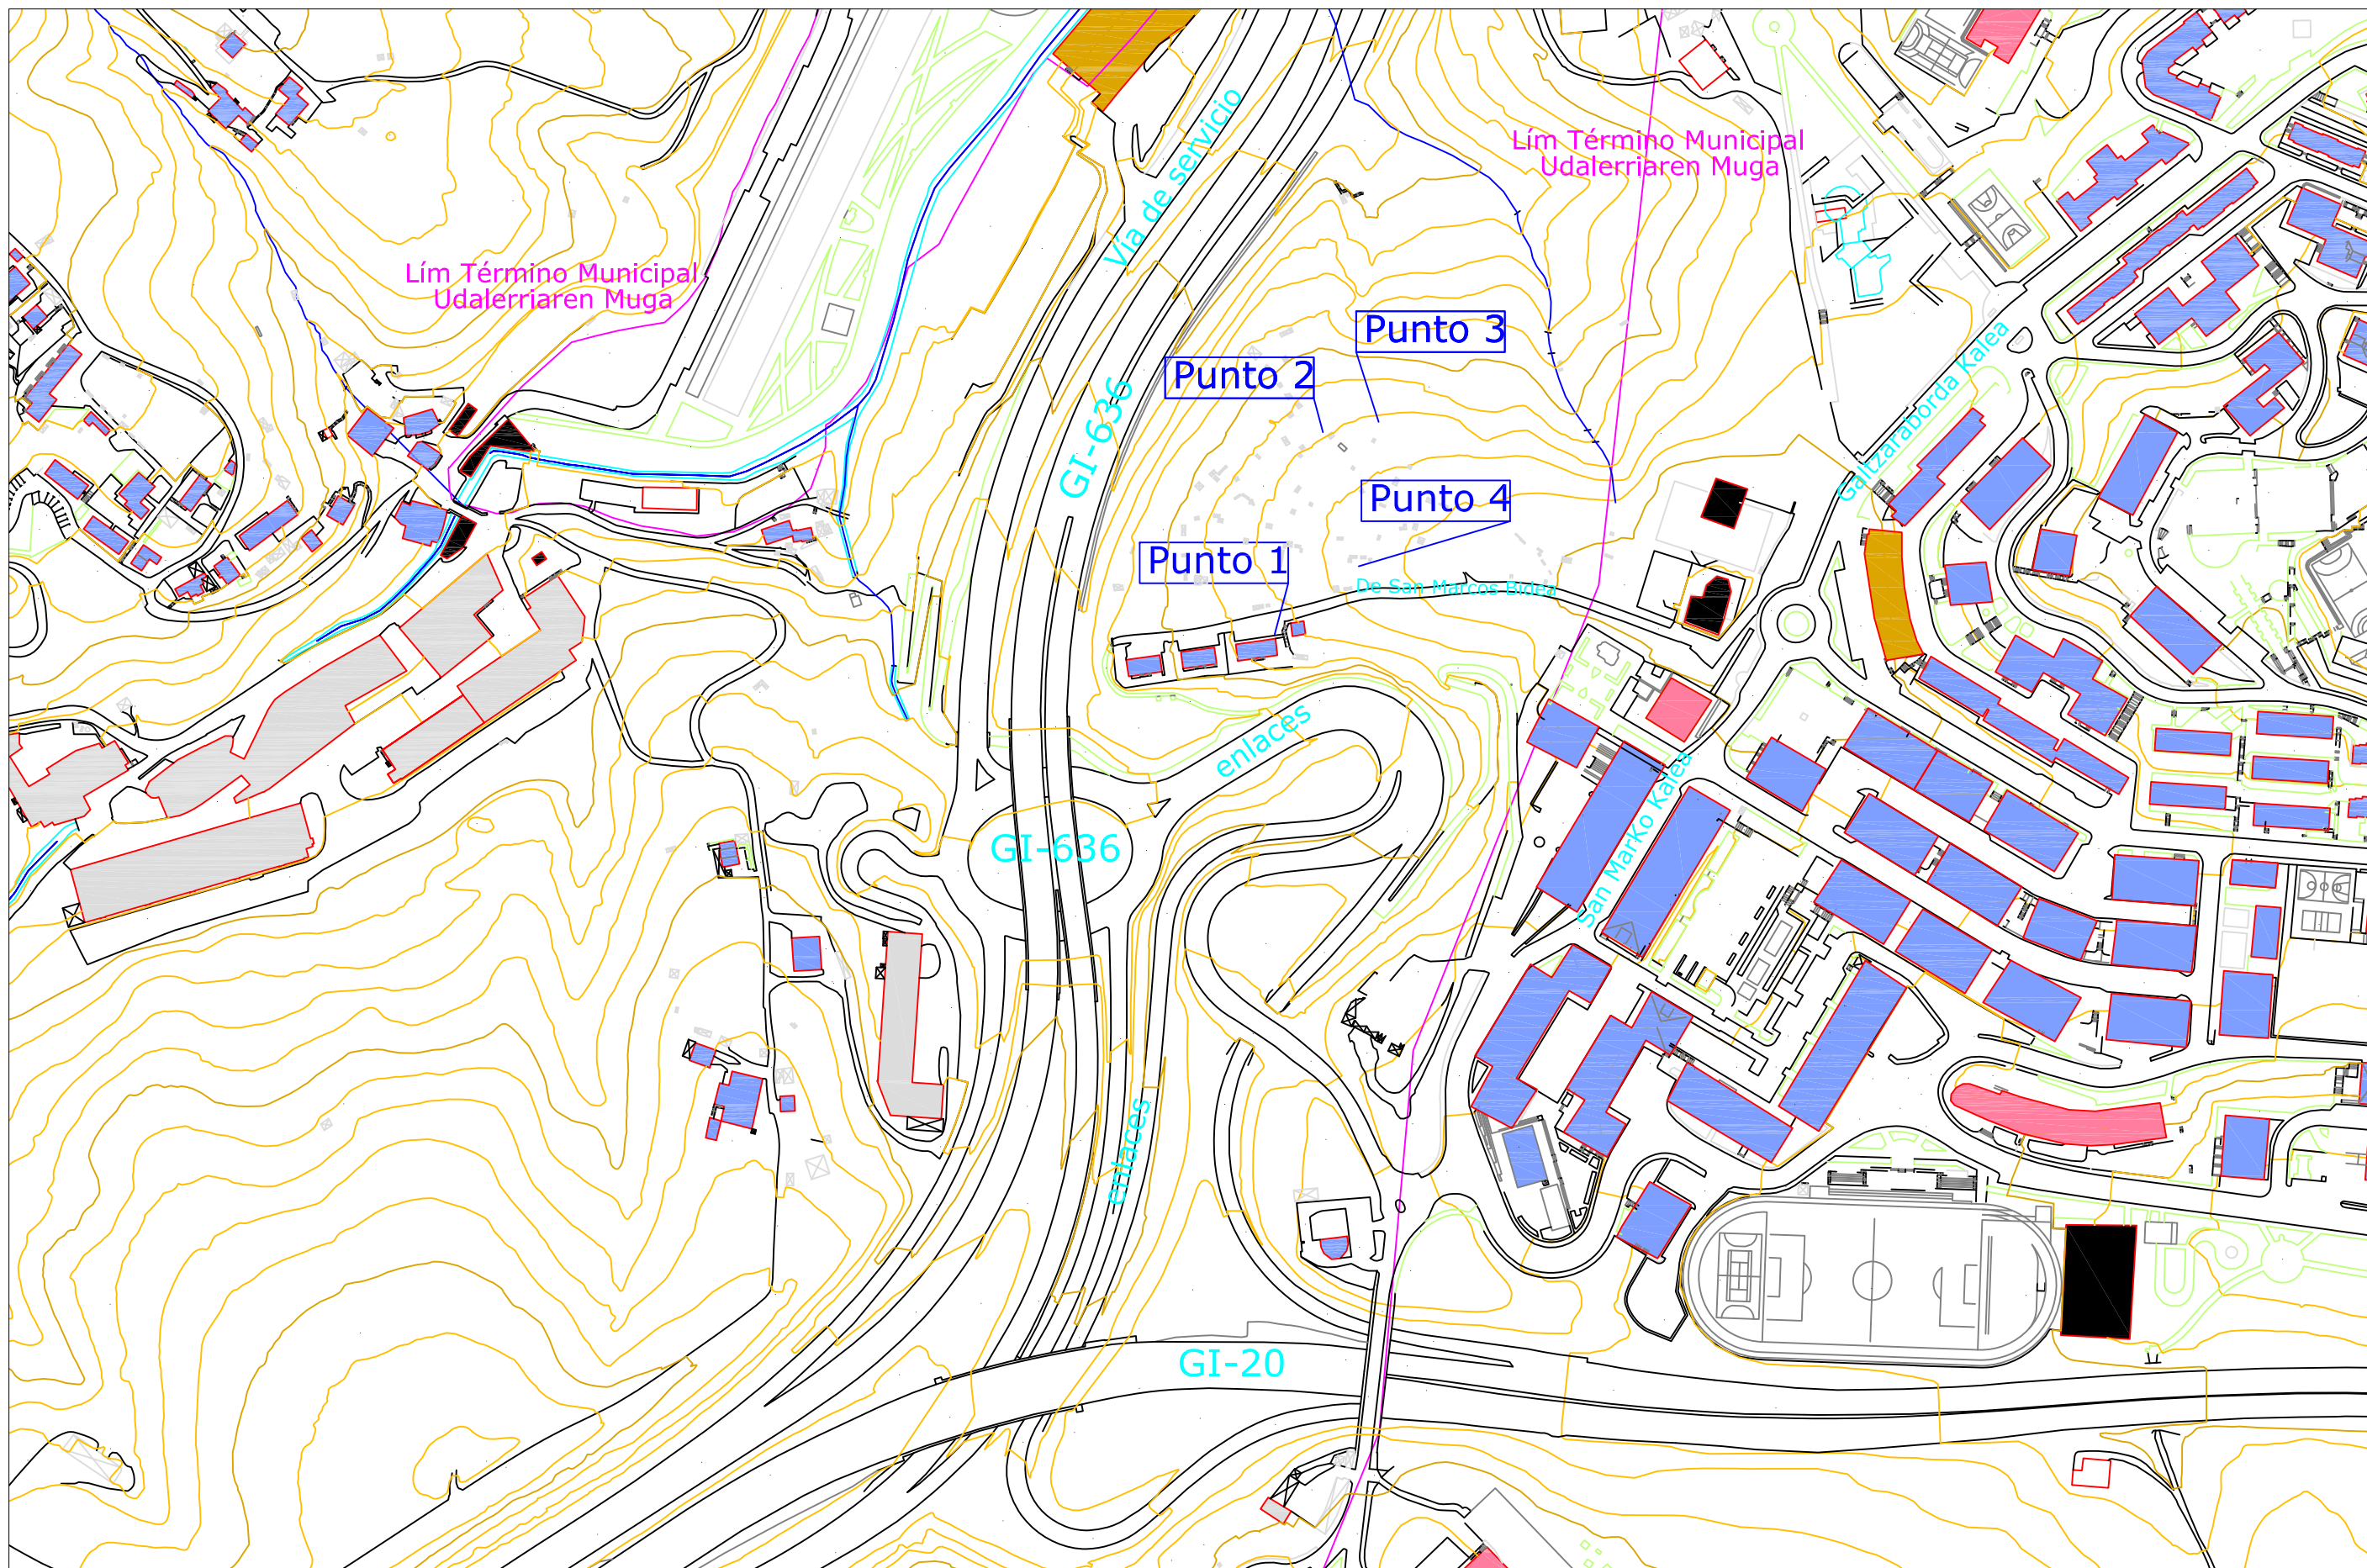 Vía de servicio
Lím Término Municipal
Udalerriaren Muga
Lím Término Municipal
Udalerriaren Muga
Punto 3
Punto 2
GI-636
Galtzaraborda Kalea
Punto 4
Punto 1
De San Marcos Bidea
enlaces
San Marko Kalea
GI-636
enlaces
GI-20